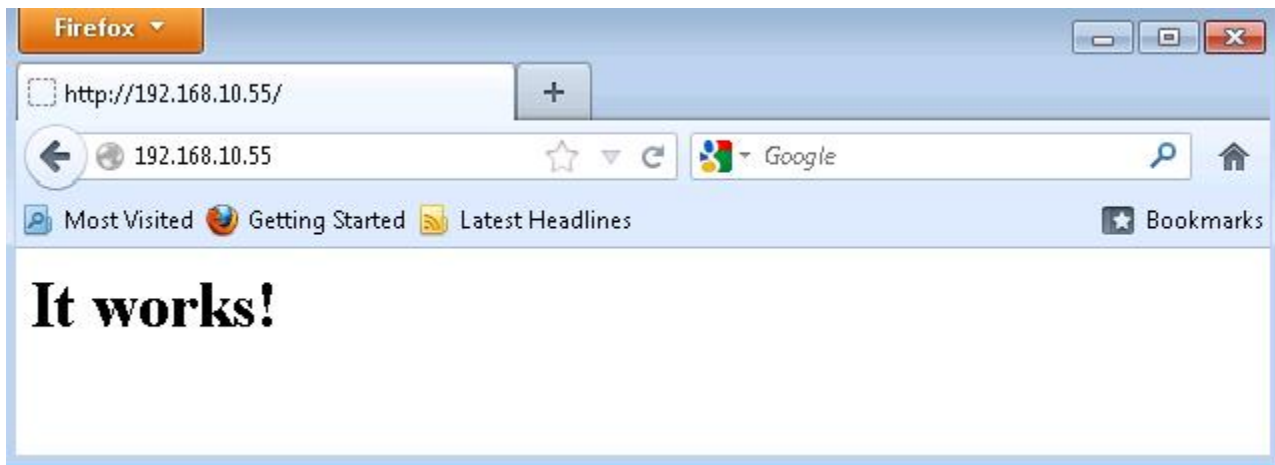 Firefox
http://192.168.10.55/
192.168.10.55 Google
Most Visited Getting Started Latest Headlines Bookmarks
It works!